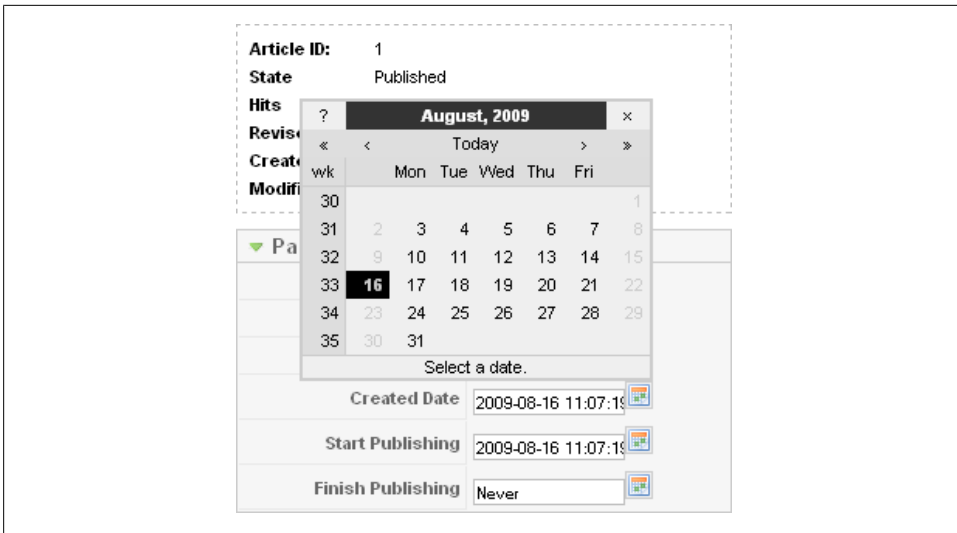 Article ID: 1
State Published
Hits
Revise
Create
Modifi
? August, 2009 ×
« ‹ Today › »
wk Mon Tue Wed Thu Fri
30 1
31 2 3 4 5 6 7 8
32 9 10 11 12 13 14 15
33 16 17 18 19 20 21 22
34 23 24 25 26 27 28 29
35 30 31
Select a date.
Pa
Created Date 2009-08-16 11:07:19
Start Publishing 2009-08-16 11:07:19
Finish Publishing Never